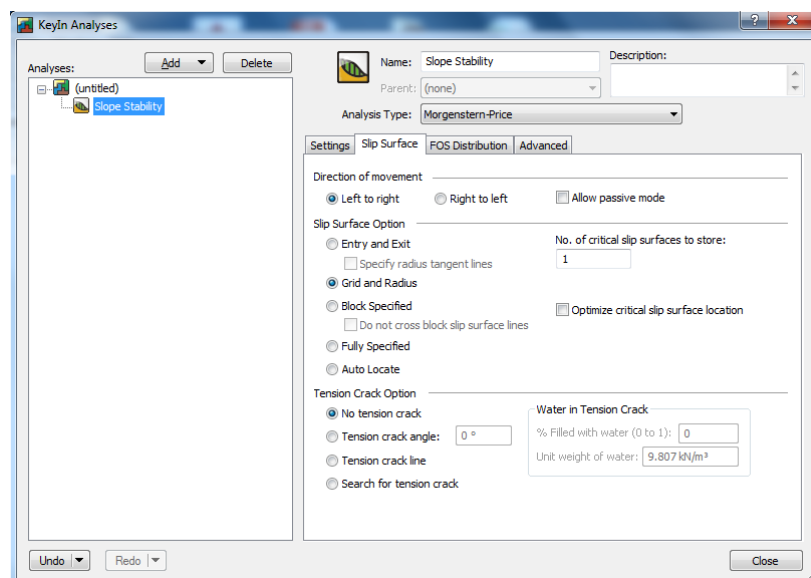 KeyIn Analyses
?
X
Analyses:
Add
Delete
(untitled)
Slope Stability
Name:
Slope Stability
Description:
Parent:
(none)
Analysis Type:
Morgenstern-Price
Settings
Slip Surface
FOS Distribution
Advanced
Direction of movement
Left to right
Right to left
Allow passive mode
Slip Surface Option
Entry and Exit
No. of critical slip surfaces to store:
Specify radius tangent lines
1
Grid and Radius
Block Specified
Optimize critical slip surface location
Do not cross block slip surface lines
Fully Specified
Auto Locate
Tension Crack Option
No tension crack
Water in Tension Crack
Tension crack angle:
0 °
% Filled with water (0 to 1):
0
Tension crack line
Unit weight of water:
9.807 kN/m³
Search for tension crack
Undo
Redo
Close